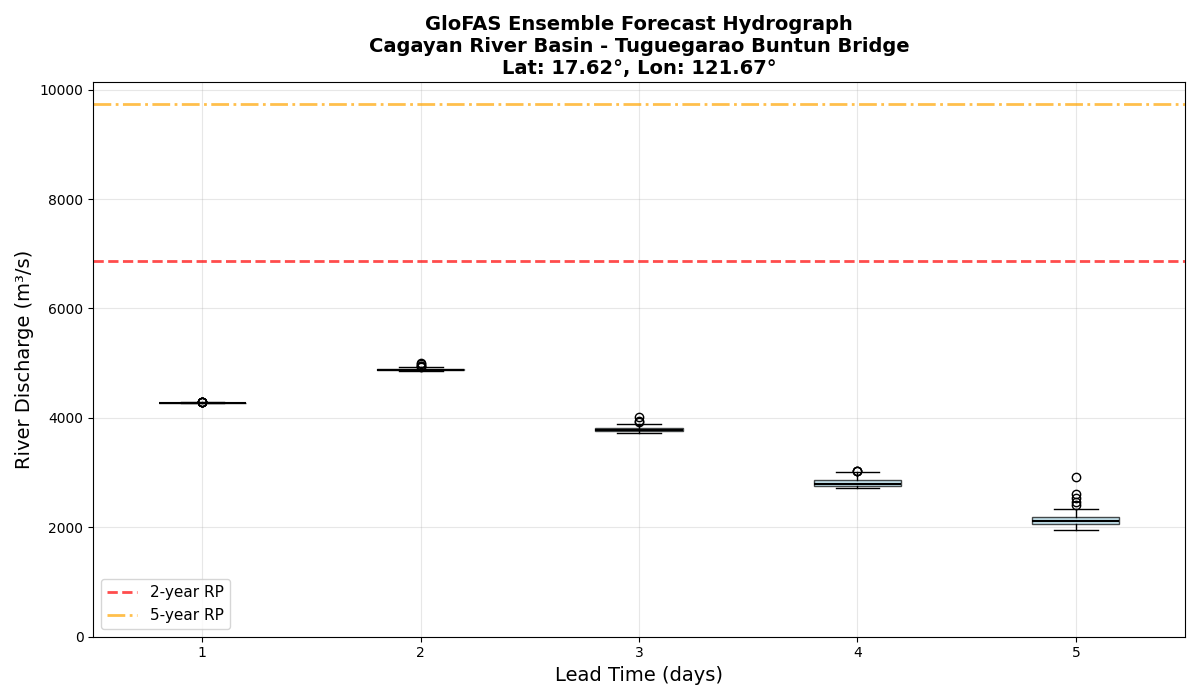 GloFAS Ensemble Forecast Hydrograph
Cagayan River Basin - Tuguegarao Buntun Bridge
Lat: 17.62°, Lon: 121.67°
River Discharge (m³/s)
10000
8000
6000
4000
2000
0
2-year RP
5-year RP
1 2 3 4 5
Lead Time (days)